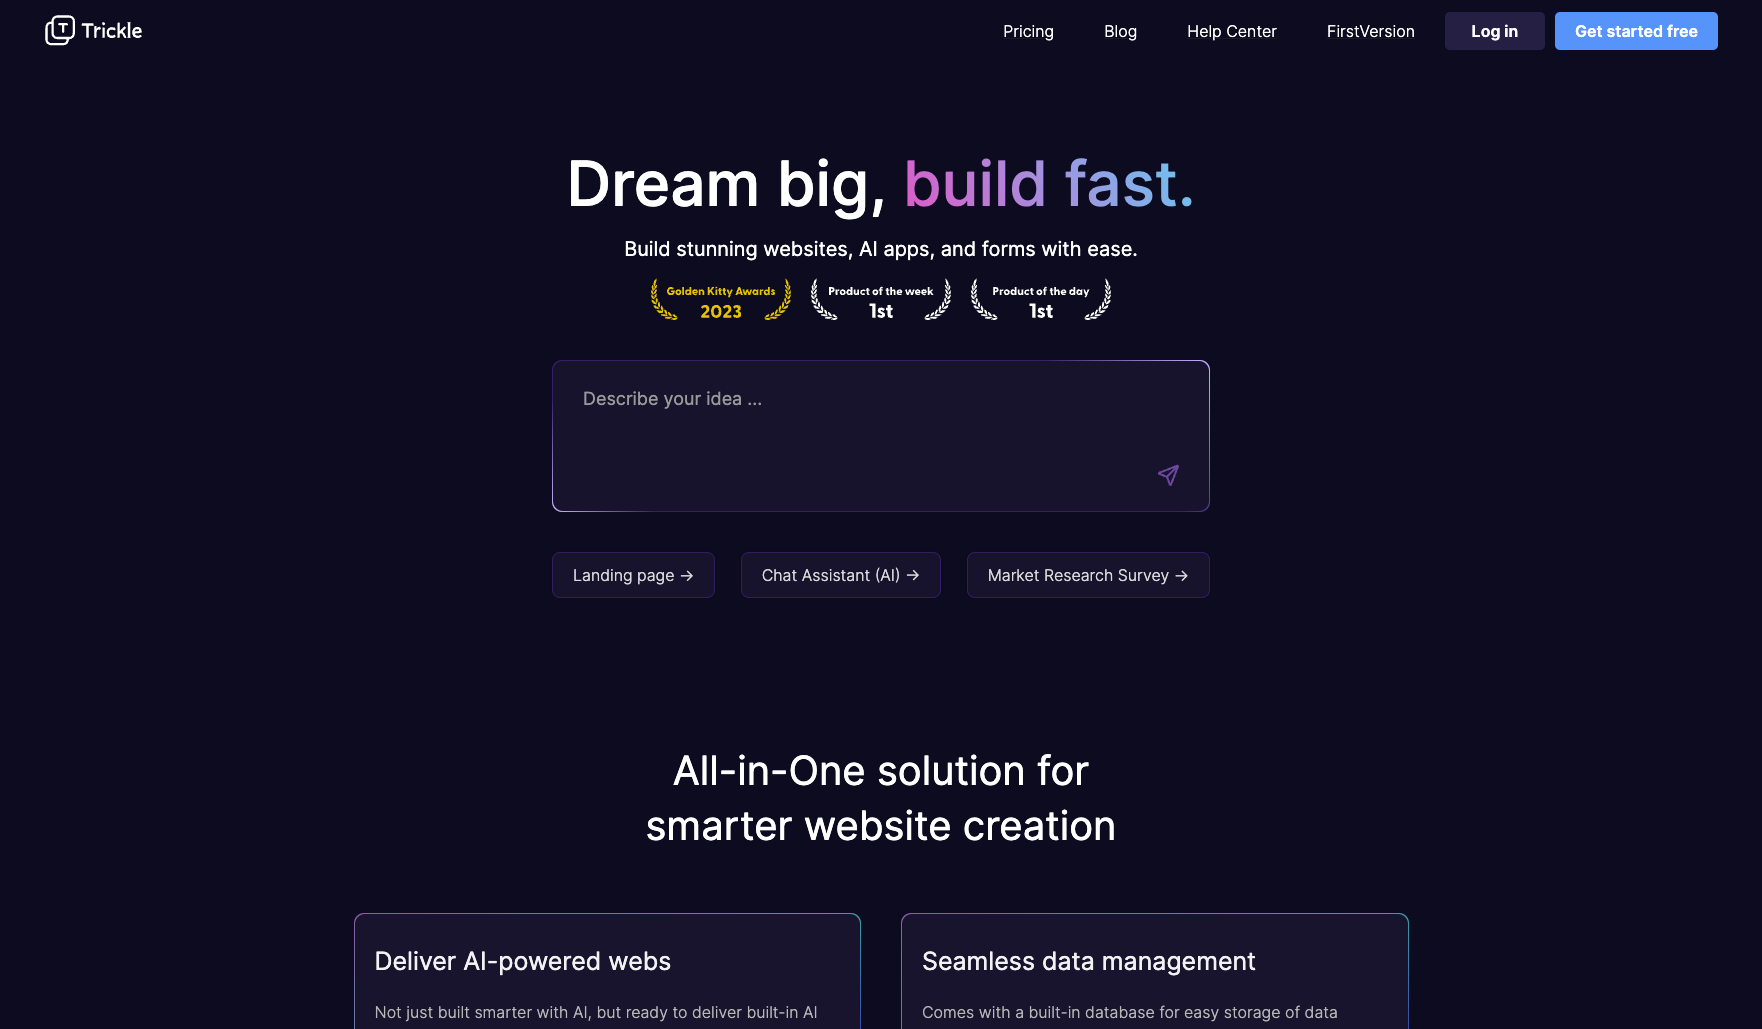 Trickle
Pricing
Blog
Help Center
FirstVersion
Log in
Get started free
Dream big, build fast.
Build stunning websites, AI apps, and forms with ease.
Golden Kitty Awards
2023
Product of the week
1st
Product of the day
1st
Describe your idea ...
Landing page →
Chat Assistant (AI) →
Market Research Survey →
All-in-One solution for
smarter website creation
Deliver AI-powered webs
Not just built smarter with AI, but ready to deliver built-in AI
Seamless data management
Comes with a built-in database for easy storage of data